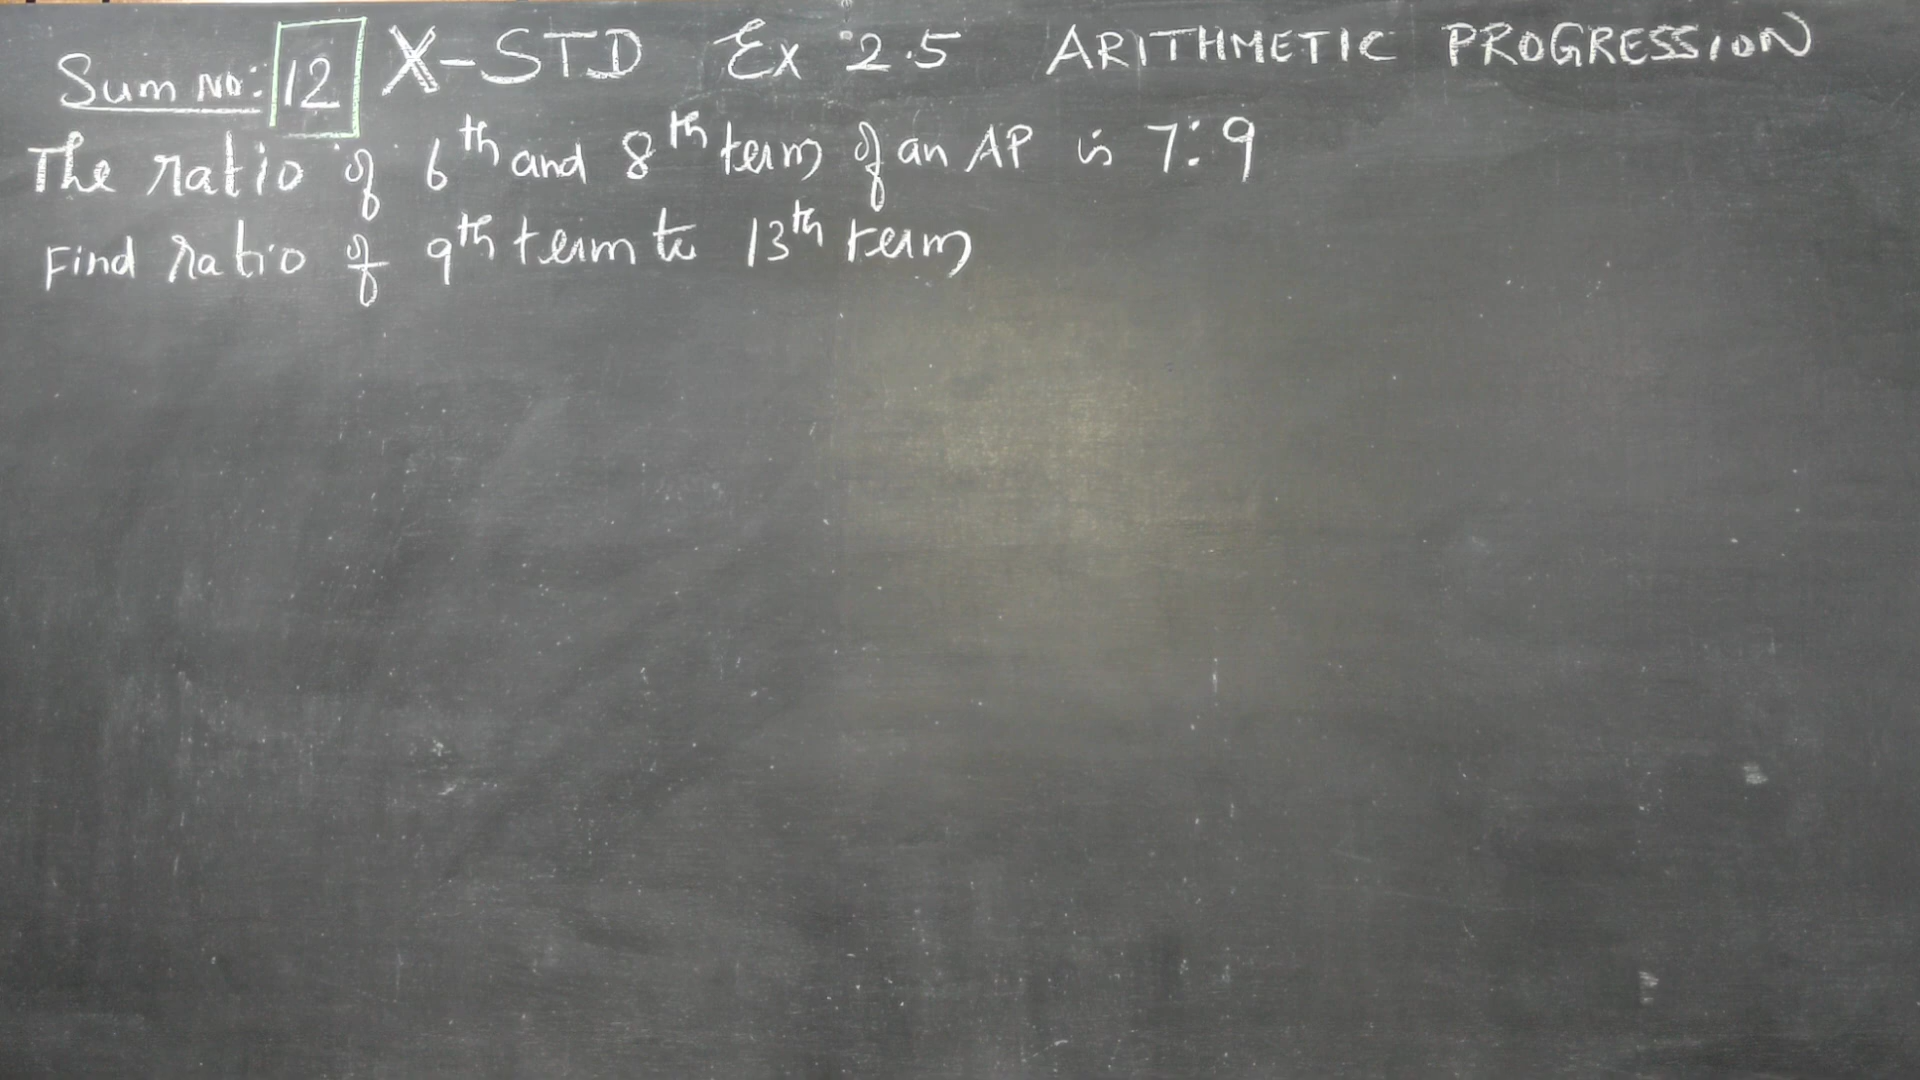 Sum No: 12 X-STD Ex 2.5 ARITHMETIC PROGRESSION
The ratio of 6th and 8th term of an AP is 7:9
Find ratio of 9th term to 13th term